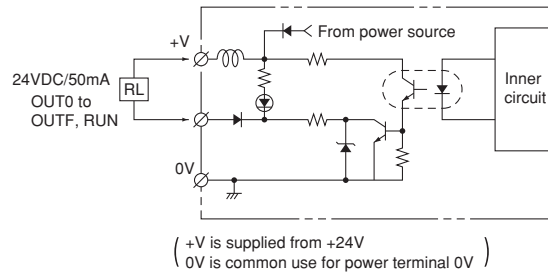 +V
From power source
24VDC/50mA
RL
OUT0 to
OUTF, RUN
Inner
circuit
0V
( +V is supplied from +24V
0V is common use for power terminal 0V )